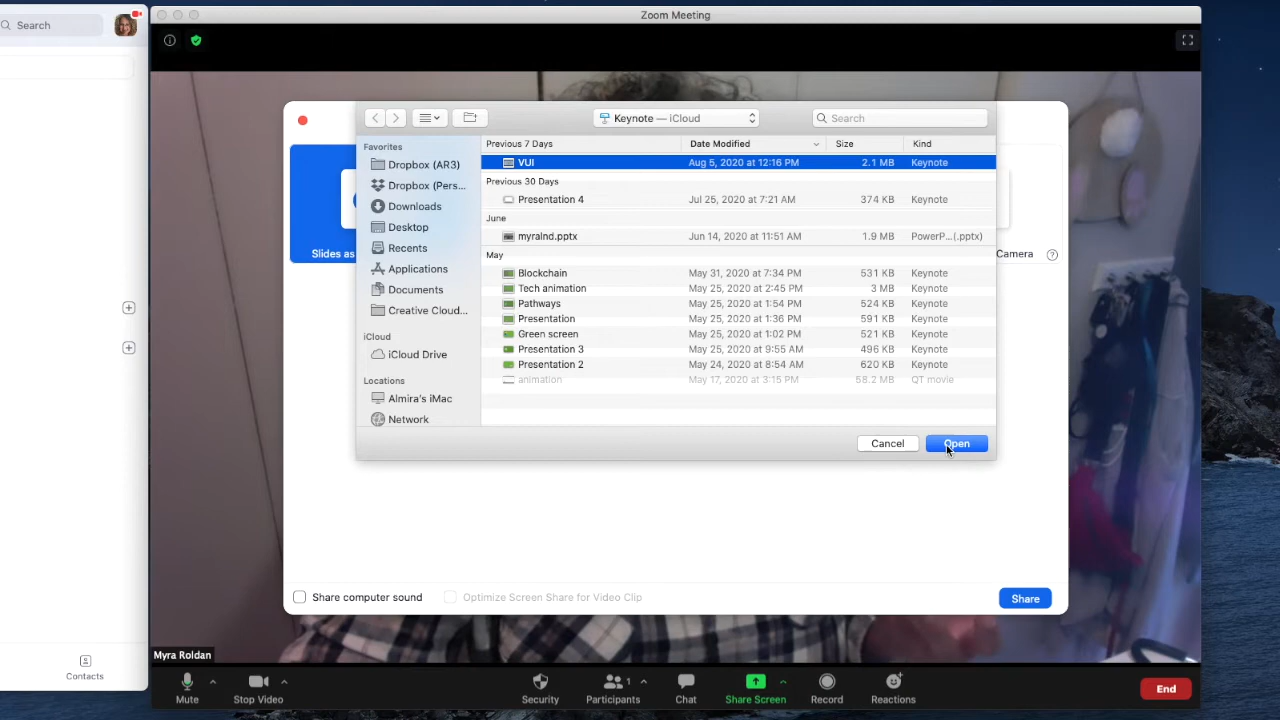 Search
Zoom Meeting
Keynote — iCloud
Search
Favorites
Dropbox (AR3)
Dropbox (Pers...
Downloads
Desktop
Recents
Applications
Documents
Creative Cloud...
iCloud
iCloud Drive
Locations
Almira's iMac
Network
Previous 7 Days Date Modified Size Kind
VUI Aug 5, 2020 at 12:16 PM 2.1 MB Keynote
Previous 30 Days
Presentation 4 Jul 25, 2020 at 7:21 AM 374 KB Keynote
June
myralnd.pptx Jun 14, 2020 at 11:51 AM 1.9 MB PowerP...(.pptx)
May
Blockchain May 31, 2020 at 7:34 PM 531 KB Keynote
Tech animation May 25, 2020 at 2:45 PM 3 MB Keynote
Pathways May 25, 2020 at 1:54 PM 524 KB Keynote
Presentation May 25, 2020 at 1:36 PM 591 KB Keynote
Green screen May 25, 2020 at 1:02 PM 521 KB Keynote
Presentation 3 May 25, 2020 at 9:55 AM 496 KB Keynote
Presentation 2 May 24, 2020 at 8:54 AM 620 KB Keynote
animation May 17, 2020 at 3:15 PM 58.2 MB QT movie
Cancel Open
Slides as
Camera ?
Share computer sound Optimize Screen Share for Video Clip Share
Myra Roldan
Contacts
Mute Stop Video Security Participants 1 Chat Share Screen Record Reactions End